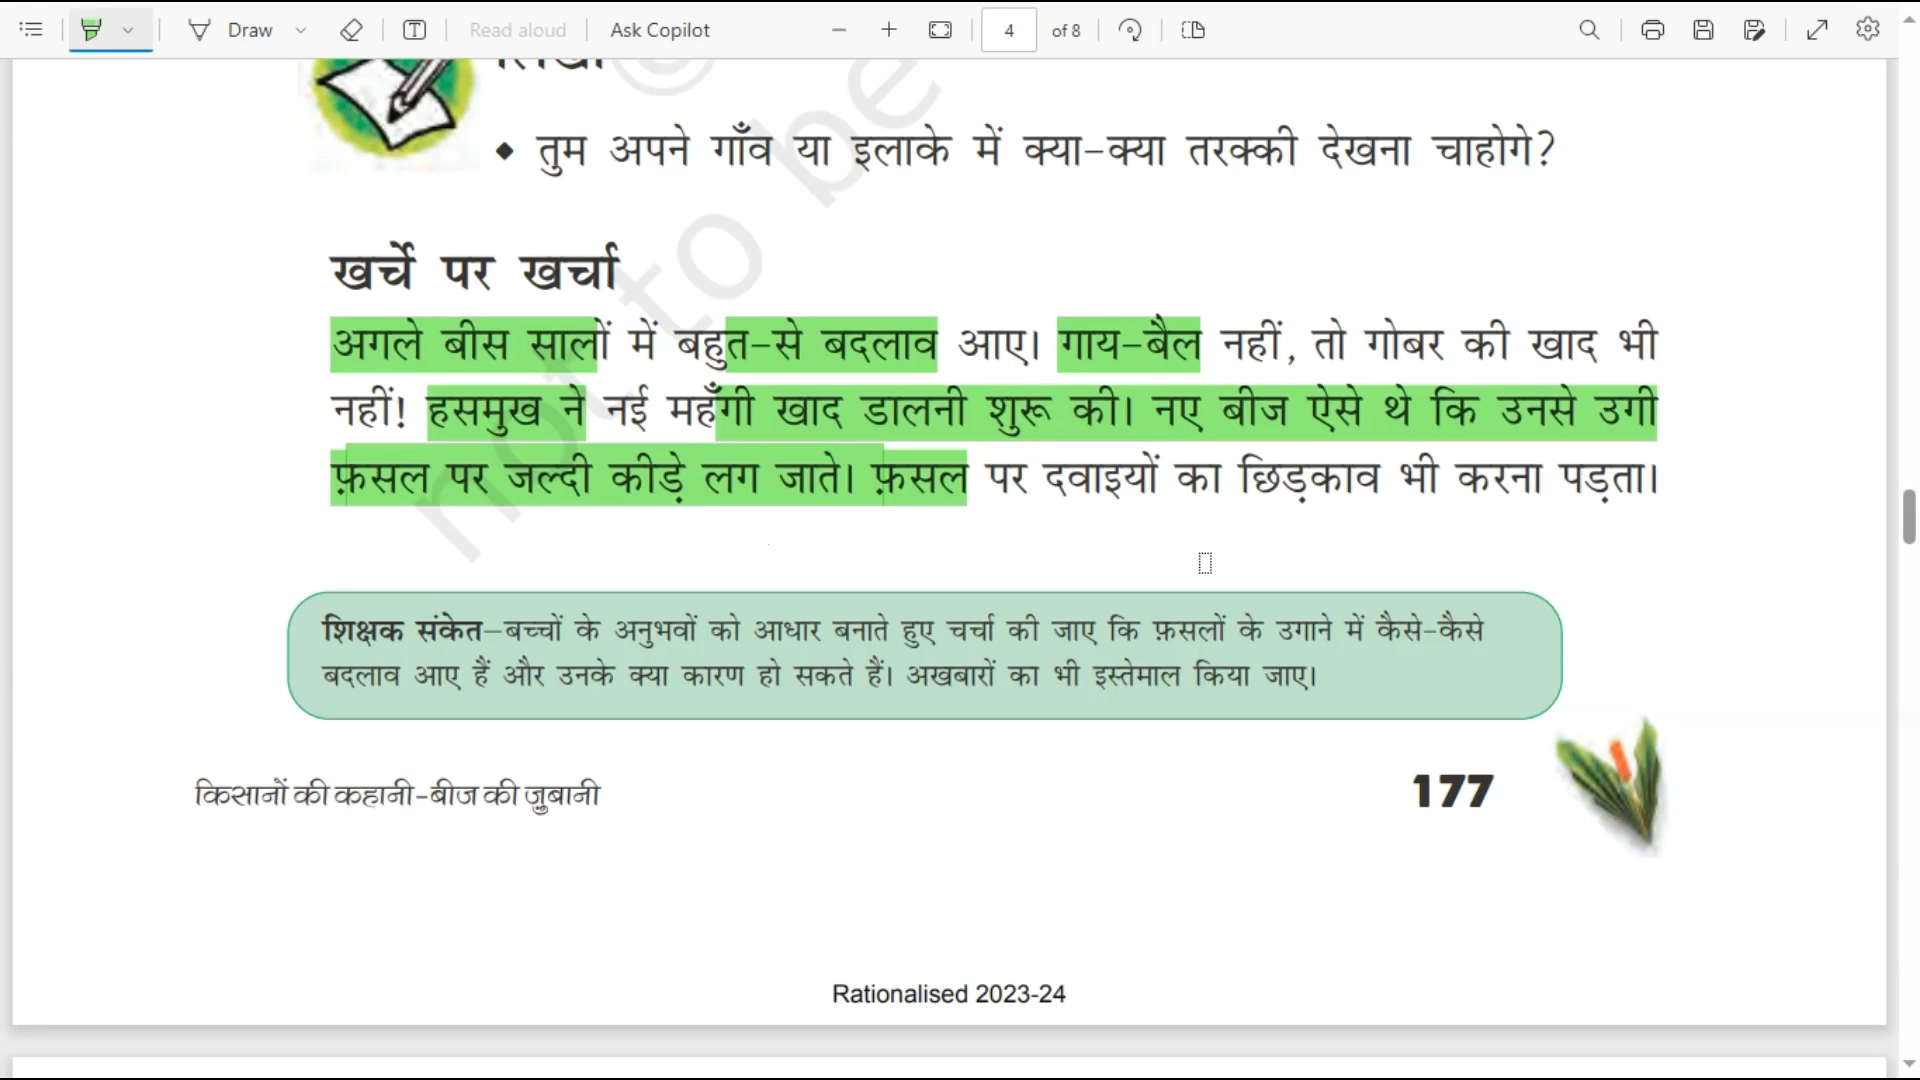 Draw
Read aloud
Ask Copilot
4
of 8
• तुम अपने गाँव या इलाके में क्या-क्या तरक्की देखना चाहोगे?
खर्चे पर खर्चा
अगले बीस सालों में बहुत-से बदलाव आए। गाय-बैल नहीं, तो गोबर की खाद भी
नहीं! हसमुख ने नई महँगी खाद डालनी शुरू की। नए बीज ऐसे थे कि उनसे उगी
फ़सल पर जल्दी कीड़े लग जाते। फ़सल पर दवाइयों का छिड़काव भी करना पड़ता।
not to be
शिक्षक संकेत–बच्चों के अनुभवों को आधार बनाते हुए चर्चा की जाए कि फ़सलों के उगाने में कैसे-कैसे
बदलाव आए हैं और उनके क्या कारण हो सकते हैं। अखबारों का भी इस्तेमाल किया जाए।
किसानों की कहानी-बीज की ज़ुबानी
177
Rationalised 2023-24